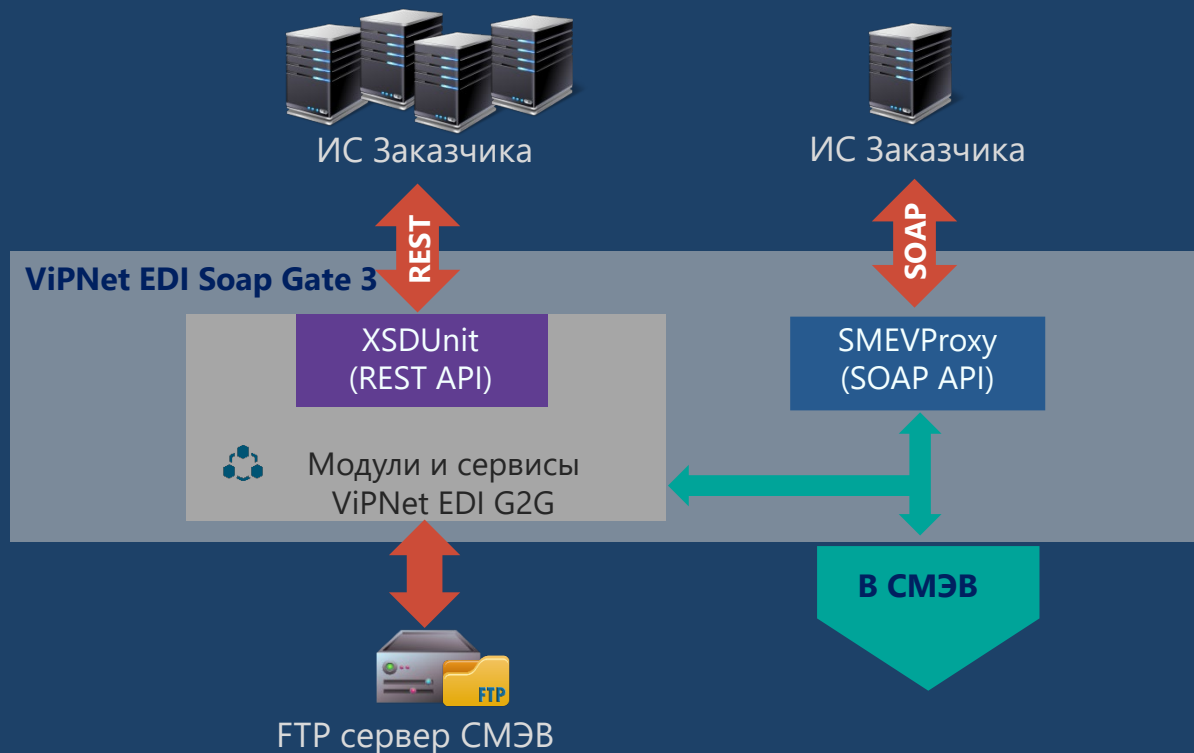 ИС Заказчика
ИС Заказчика
REST
SOAP
ViPNet EDI Soap Gate 3
XSDUnit
(REST API)
SMEVProxy
(SOAP API)
Модули и сервисы
ViPNet EDI G2G
В СМЭВ
FTP
FTP сервер СМЭВ